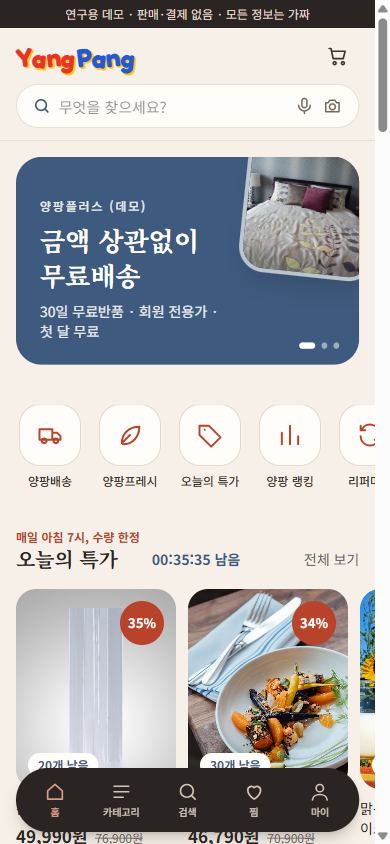 연구용 데모 · 판매·결제 없음 · 모든 정보는 가짜
YangPang
무엇을 찾으세요?
양팡플러스 (데모)
금액 상관없이
무료배송
30일 무료반품 · 회원 전용가 ·
첫 달 무료
양팡배송
양팡프레시
오늘의 특가
양팡 랭킹
리퍼
매일 아침 7시, 수량 한정
오늘의 특가
00:35:35 남음
전체 보기
35%
34%
20개 남음
30개 남음
홈
카테고리
검색
찜
마이
49,990원 76,900원
46,790원 70,900원